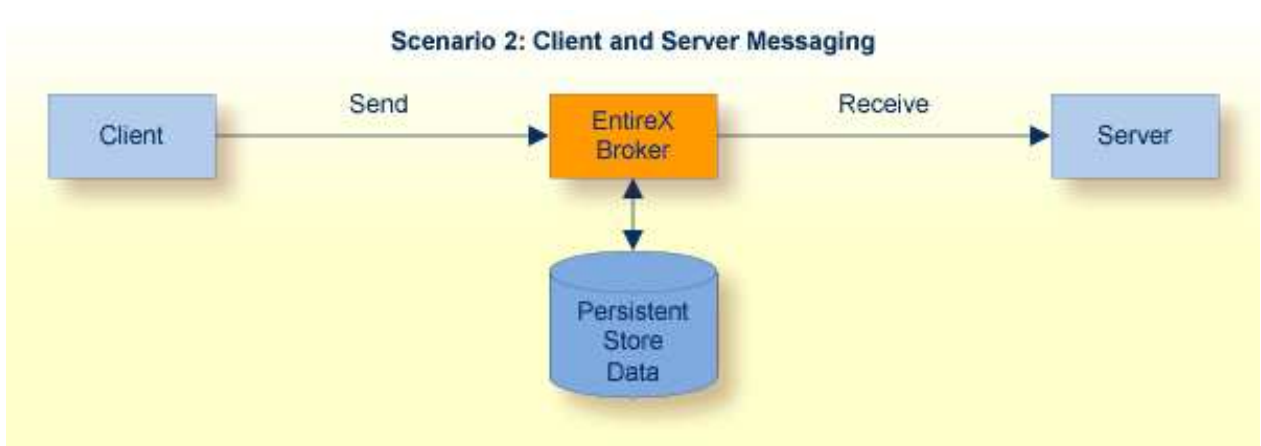 Scenario 2: Client and Server Messaging
Send
Receive
Client
EntireX
Broker
Server
Persistent
Store
Data